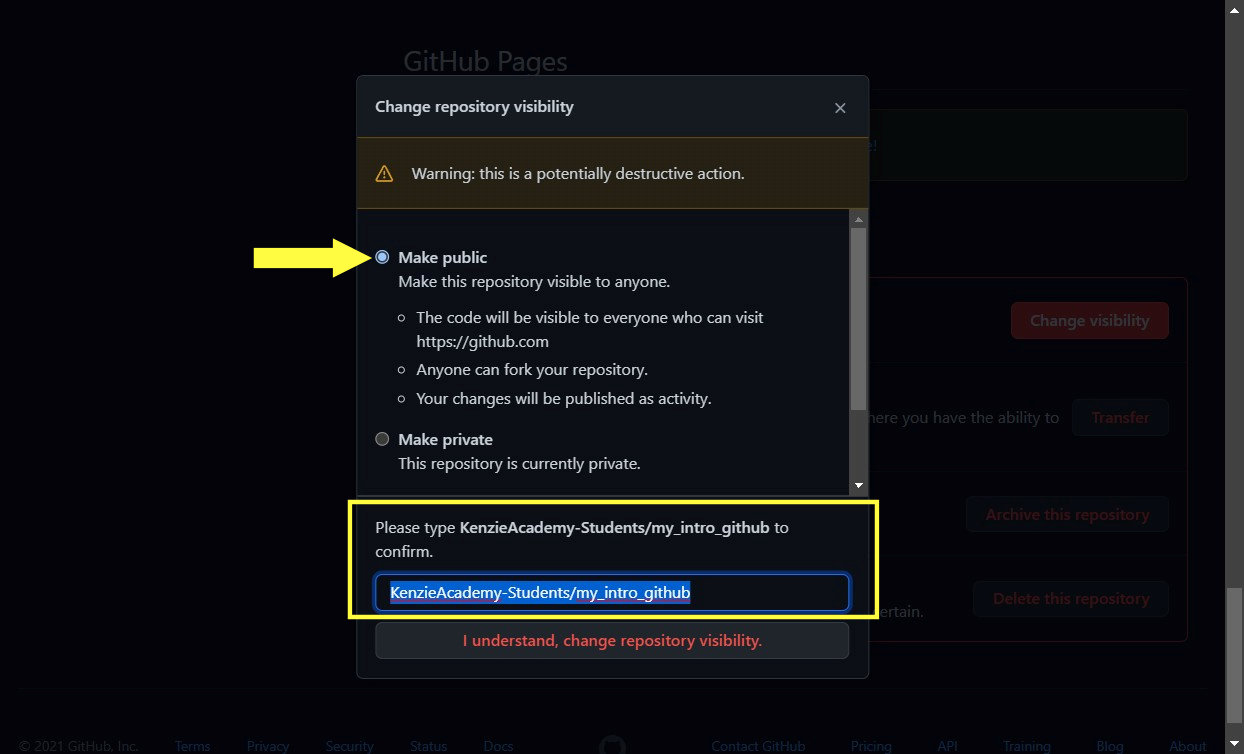 GitHub Pages
Change repository visibility
e!
Warning: this is a potentially destructive action.
Make public
Make this repository visible to anyone.
The code will be visible to everyone who can visit
https://github.com
Anyone can fork your repository.
Your changes will be published as activity.
Change visibility
here you have the ability to
Transfer
Make private
This repository is currently private.
Archive this repository
Please type KenzieAcademy-Students/my_intro_github to
confirm.
KenzieAcademy-Students/my_intro_github
Delete this repository
ertain.
I understand, change repository visibility.
© 2021 GitHub, Inc. Terms Privacy Security Status Docs Contact GitHub Pricing API Training Blog About